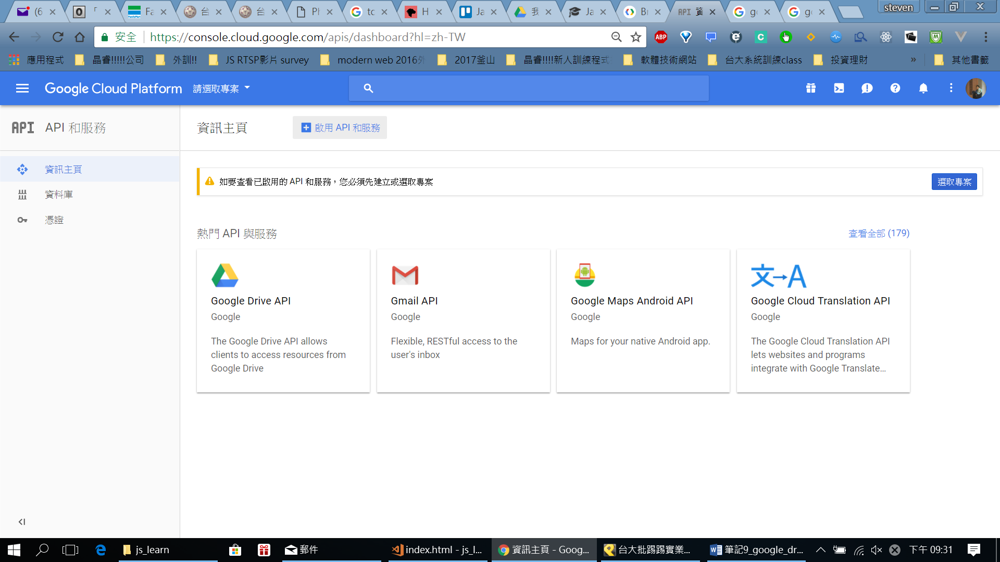 (6
「
Fa
台
台
Pl
tc
H
Ja
我
Ja
Bi
API 資
gc
gc
steven
安全 https://console.cloud.google.com/apis/dashboard?hl=zh-TW
ABP
應用程式 晶睿!!!!!公司 外訓!! JS RTSP影片 survey modern web 2016外 2017釜山 晶睿!!!!新人訓練程式 軟體技術網站 台大系統訓練class 投資理財 » 其他書籤
Google Cloud Platform 請選取專案
API API 和服務
資訊主頁 啟用 API 和服務
資訊主頁
資料庫
憑證
如要查看已啟用的 API 和服務，您必須先建立或選取專案 選取專案
熱門 API 與服務 查看全部 (179)
Google Drive API
Google
The Google Drive API allows
clients to access resources from
Google Drive
Gmail API
Google
Flexible, RESTful access to the
user's inbox
Google Maps Android API
Google
Maps for your native Android app.
文→A
Google Cloud Translation API
Google
The Google Cloud Translation API
lets websites and programs
integrate with Google Translate...
js_learn 郵件 index.html - js_l... 資訊主頁 - Goog... 台大批踢踢實業... 筆記9_google_dr... 下午 09:31